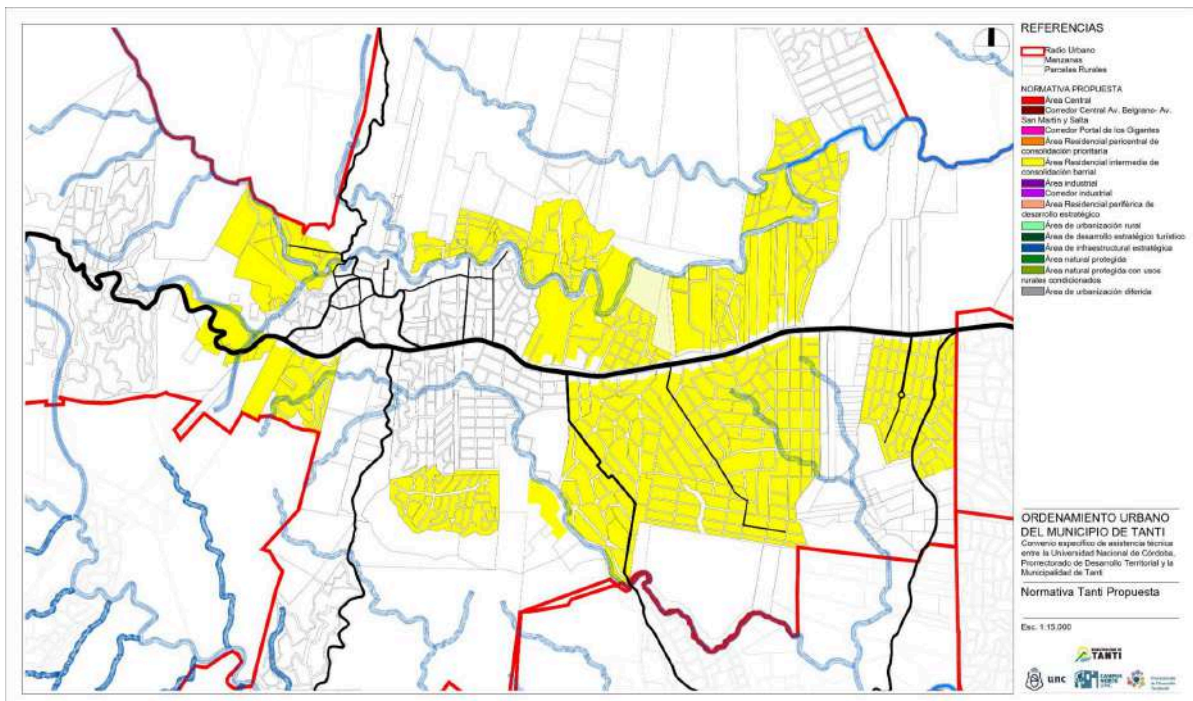 REFERENCIAS
Radio Urbano
Manzanas
Parcelas Rurales
NORMATIVA PROPUESTA
Área Central
Corredor Central Av. Belgrano- Av.
San Martín y Salta
Corredor Portal de los Gigantes
Área Residencial pericentral de
consolidación prioritaria
Área Residencial intermedia de
consolidación barrial
Área industrial
Corredor industrial
Área Residencial periférica de
desarrollo estratégico
Área de urbanización rural
Área de desarrollo estratégico turístico
Área de infraestructural estratégica
Área natural protegida
Área natural protegida con usos
rurales condicionados
Área de urbanización diferida
ORDENAMIENTO URBANO
DEL MUNICIPIO DE TANTI
Convenio específico de asistencia técnica
entre la Universidad Nacional de Córdoba,
Prorrectorado de Desarrollo Territorial y la
Municipalidad de Tanti
Normativa Tanti Propuesta
Esc. 1:15.000
TANTI
unc
CAMPUS
NORTE
UNC